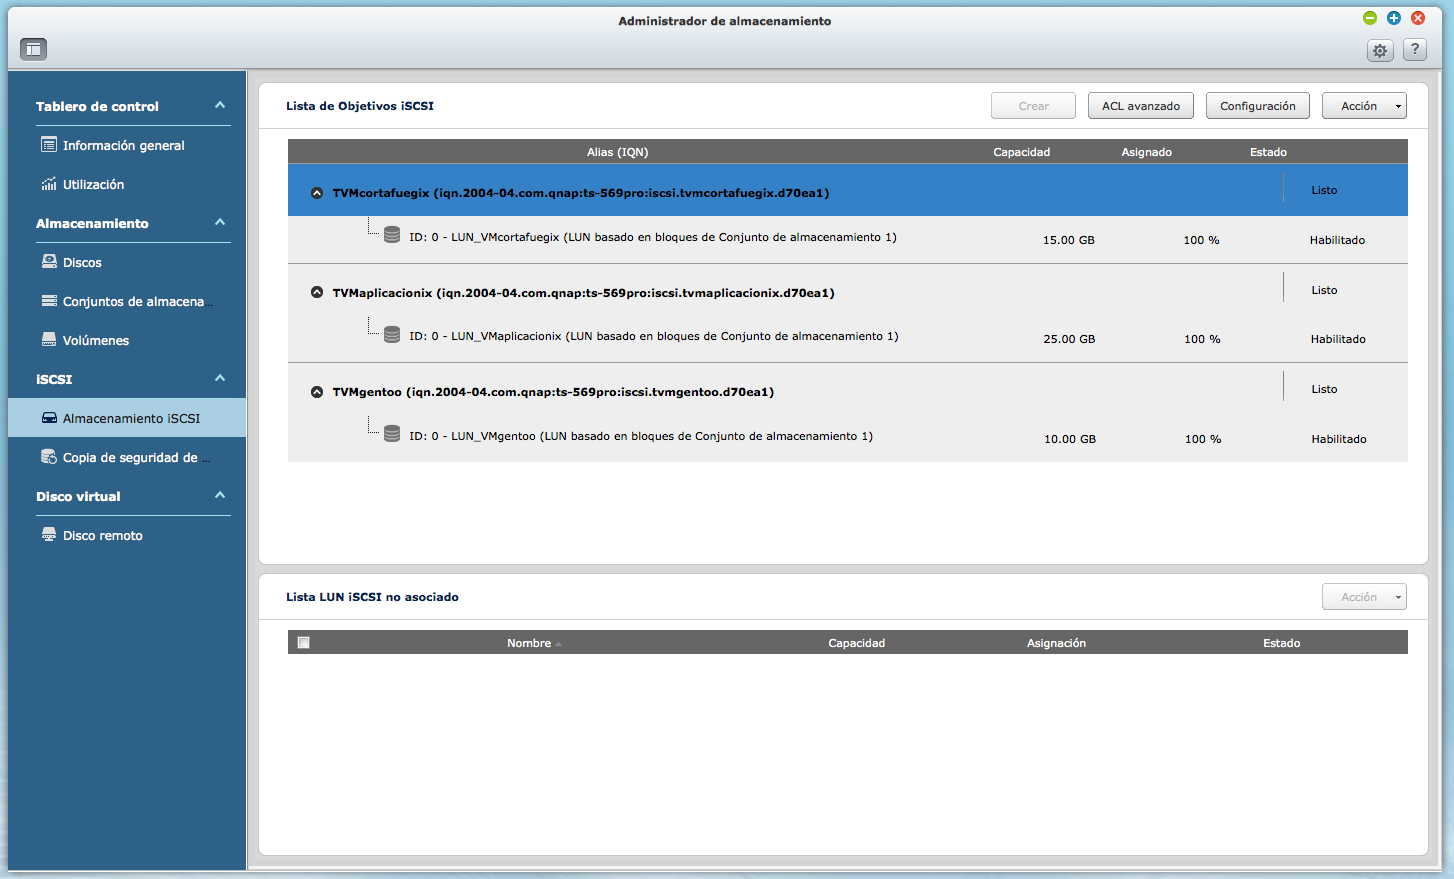 Administrador de almacenamiento
?
Tablero de control
Información general
Utilización
Almacenamiento
Discos
Conjuntos de almacena...
Volúmenes
iSCSI
Almacenamiento iSCSI
Copia de seguridad de ...
Disco virtual
Disco remoto
Lista de Objetivos iSCSI
Crear
ACL avanzado
Configuración
Acción
Alias (IQN) Capacidad Asignado Estado
TVMcortafuegix (iqn.2004-04.com.qnap:ts-569pro:iscsi.tvmcortafuegix.d70ea1) Listo
ID: 0 - LUN_VMcortafuegix (LUN basado en bloques de Conjunto de almacenamiento 1) 15.00 GB 100 % Habilitado
TVMaplicacionix (iqn.2004-04.com.qnap:ts-569pro:iscsi.tvmaplicacionix.d70ea1) Listo
ID: 0 - LUN_VMaplicacionix (LUN basado en bloques de Conjunto de almacenamiento 1) 25.00 GB 100 % Habilitado
TVMgentoo (iqn.2004-04.com.qnap:ts-569pro:iscsi.tvmgentoo.d70ea1) Listo
ID: 0 - LUN_VMgentoo (LUN basado en bloques de Conjunto de almacenamiento 1) 10.00 GB 100 % Habilitado
Lista LUN iSCSI no asociado
Acción
Nombre Capacidad Asignación Estado